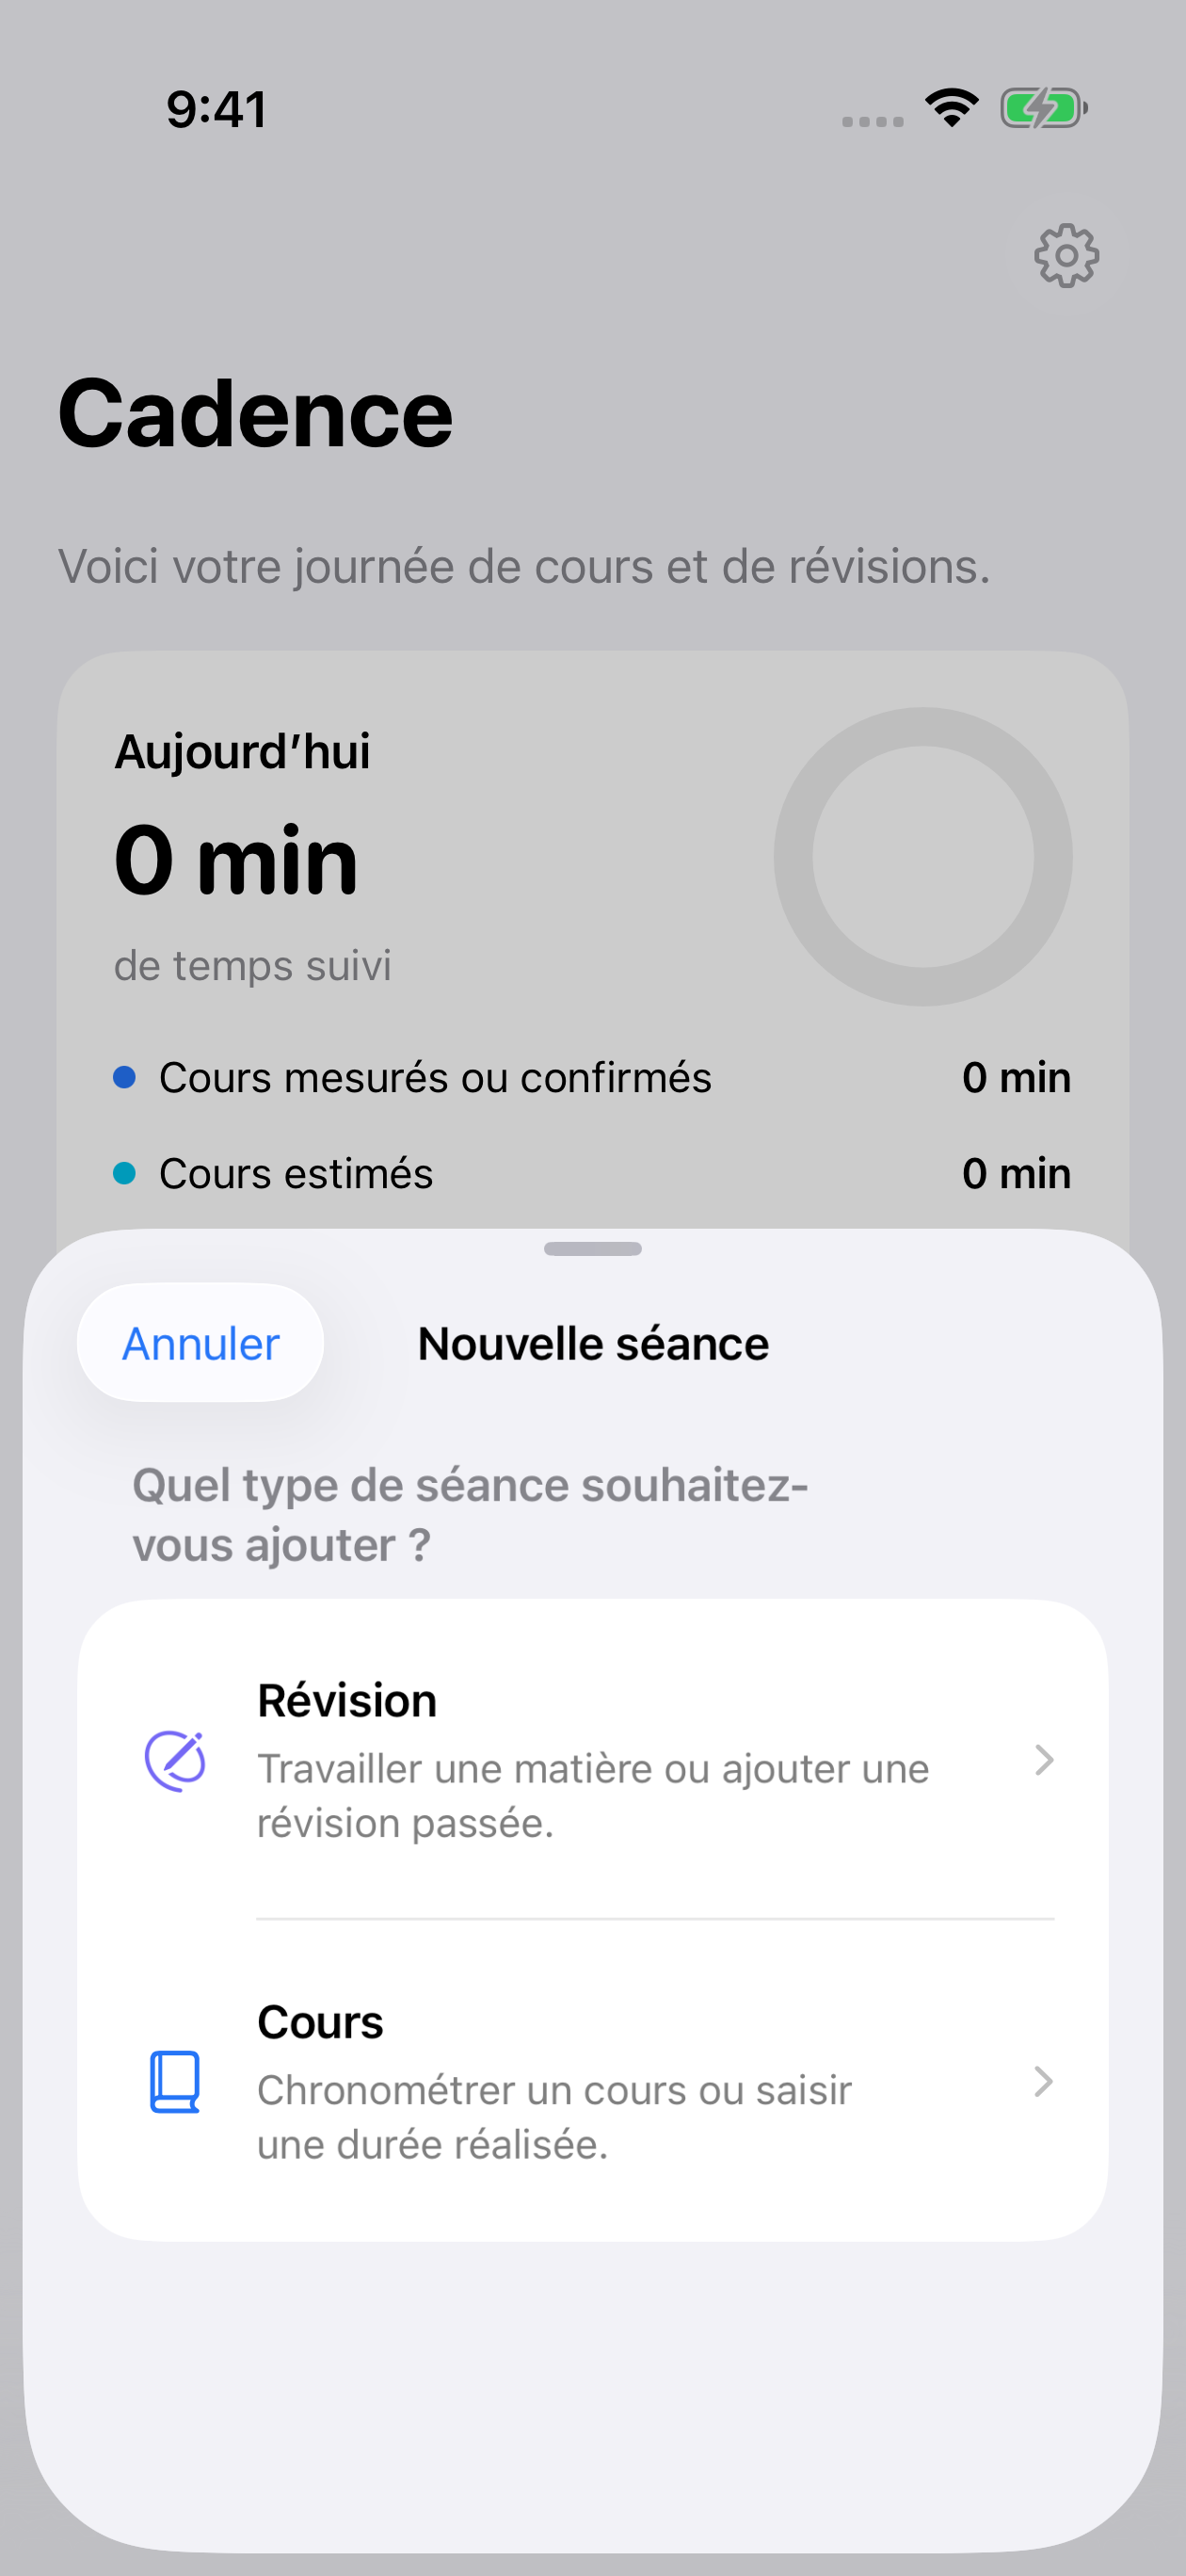 9:41
Cadence
Voici votre journée de cours et de révisions.
Aujourd’hui
0 min
de temps suivi
Cours mesurés ou confirmés 0 min
Cours estimés 0 min
Annuler Nouvelle séance
Quel type de séance souhaitez-
vous ajouter ?
Révision
Travailler une matière ou ajouter une
révision passée.
Cours
Chronométrer un cours ou saisir
une durée réalisée.